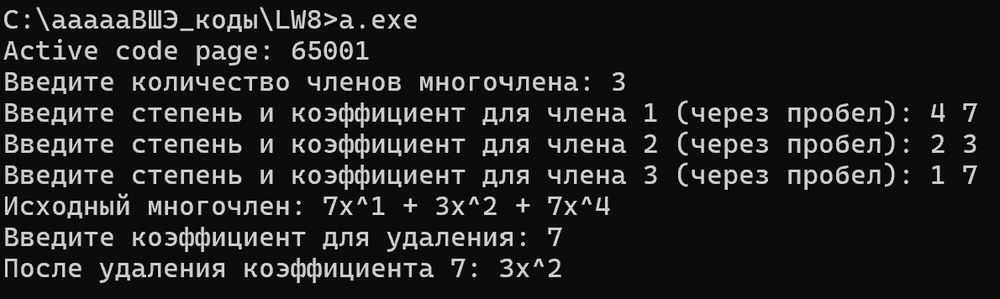 C:\aaaaaВШЭ_коды\LW8>a.exe
Active code page: 65001
Введите количество членов многочлена: 3
Введите степень и коэффициент для члена 1 (через пробел): 4 7
Введите степень и коэффициент для члена 2 (через пробел): 2 3
Введите степень и коэффициент для члена 3 (через пробел): 1 7
Исходный многочлен: 7x^1 + 3x^2 + 7x^4
Введите коэффициент для удаления: 7
После удаления коэффициента 7: 3x^2